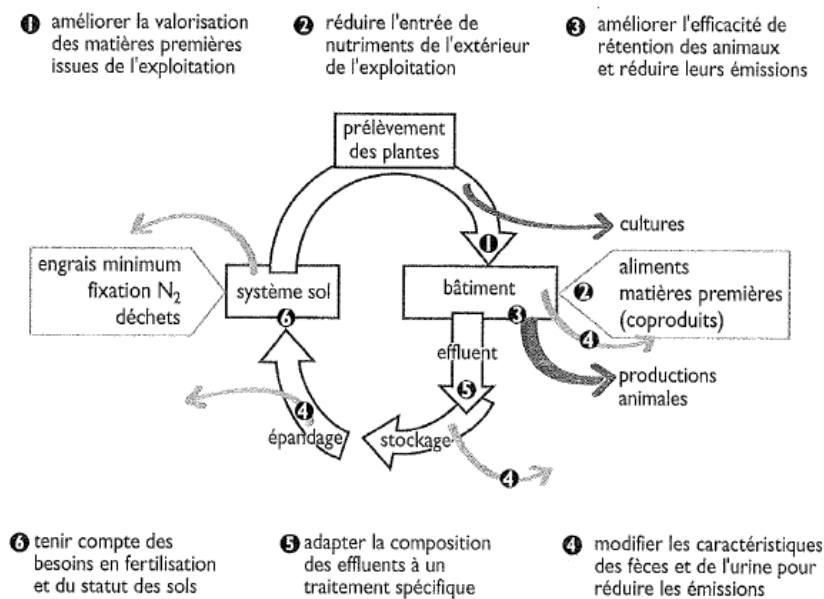 ❶ améliorer la valorisation
des matières premières
issues de l'exploitation
❷ réduire l'entrée de
nutriments de l'extérieur
de l'exploitation
❸ améliorer l'efficacité de
rétention des animaux
et réduire leurs émissions
prélèvement
des plantes
cultures
❶
engrais minimum
fixation N₂
déchets
système sol
❻
bâtiment
❸
❷
aliments
matières premières
(coproduits)
❹
effluent
productions
animales
❺
❹
épandage
stockage
❹
❻ tenir compte des
besoins en fertilisation
et du statut des sols
❺ adapter la composition
des effluents à un
traitement spécifique
❹ modifier les caractéristiques
des fèces et de l'urine pour
réduire les émissions